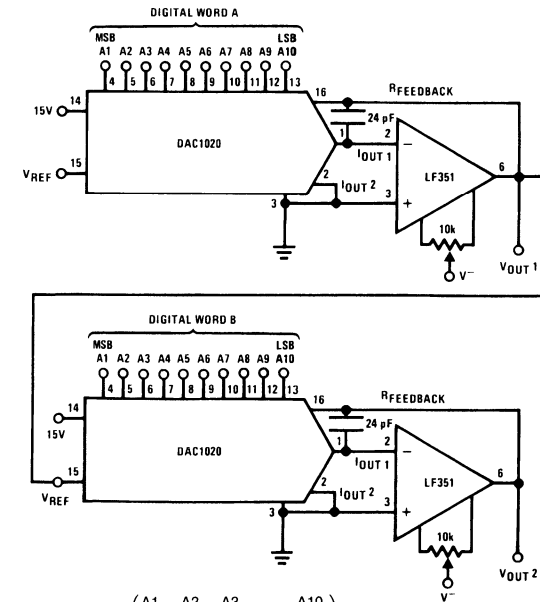 DIGITAL WORD A
MSB LSB
A1 A2 A3 A4 A5 A6 A7 A8 A9 A10
4 5 6 7 8 9 10 11 12 13
16 RFEEDBACK
15V 14
24 pF
DAC1020
1 IOUT 1 2 −
LF351 6
VREF 15
2 IOUT 2
3 3 +
10k
VOUT 1
V−
DIGITAL WORD B
MSB LSB
A1 A2 A3 A4 A5 A6 A7 A8 A9 A10
4 5 6 7 8 9 10 11 12 13
16 RFEEDBACK
14
15V
24 pF
DAC1020
1 IOUT 1 2 −
LF351 6
15
VREF
2 IOUT 2
3 3 +
10k
VOUT 2
V−
(A1 A2 A3 A10)